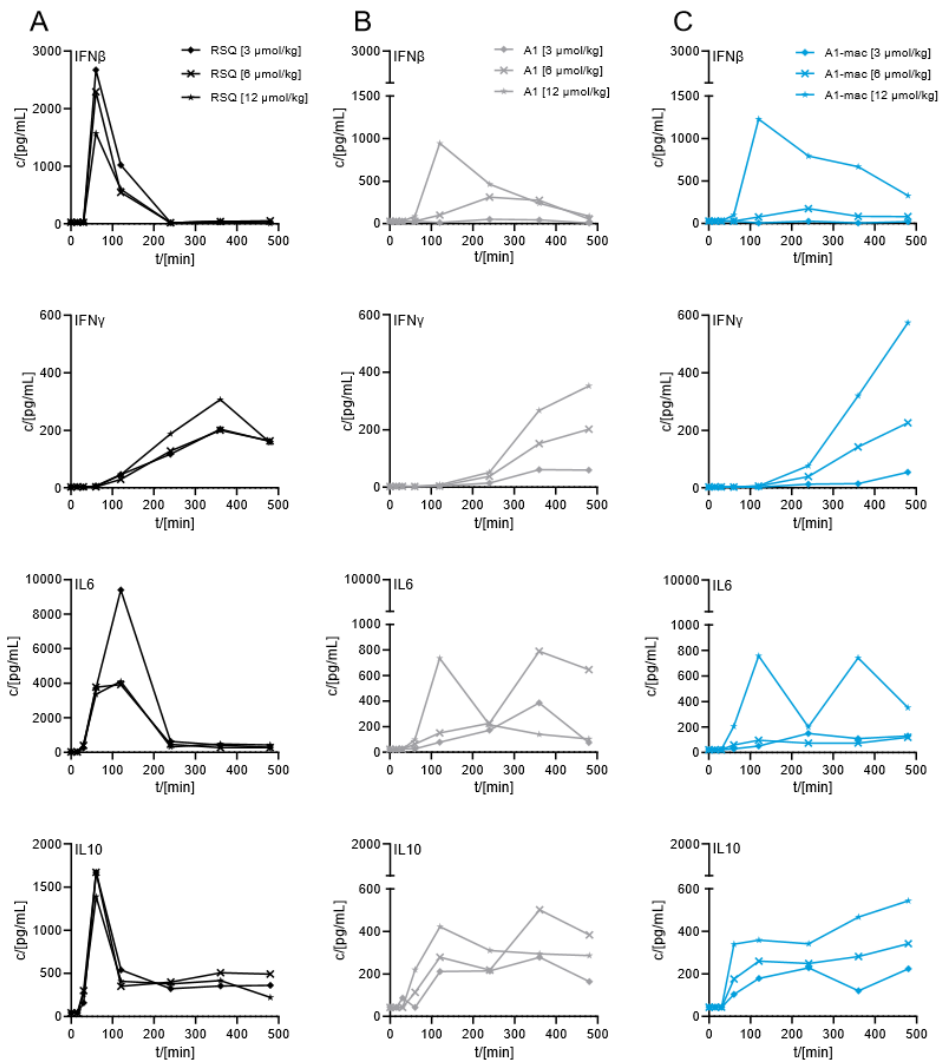 A
B
C
IFNβ
RSQ [3 μmol/kg]
RSQ [6 μmol/kg]
RSQ [12 μmol/kg]
c/[pg/mL]
3000
2000
1000
0
0 100 200 300 400 500
t/[min]
IFNβ
A1 [3 μmol/kg]
A1 [6 μmol/kg]
A1 [12 μmol/kg]
c/[pg/mL]
3000
1500
1000
500
0
0 100 200 300 400 500
t/[min]
IFNβ
A1-mac [3 μmol/kg]
A1-mac [6 μmol/kg]
A1-mac [12 μmol/kg]
c/[pg/mL]
3000
1500
1000
500
0
0 100 200 300 400 500
t/[min]
IFNγ
c/[pg/mL]
600
400
200
0
0 100 200 300 400 500
t/[min]
IFNγ
c/[pg/mL]
600
400
200
0
0 100 200 300 400 500
t/[min]
IFNγ
c/[pg/mL]
600
400
200
0
0 100 200 300 400 500
t/[min]
IL6
c/[pg/mL]
10000
8000
6000
4000
2000
0
0 100 200 300 400 500
t/[min]
IL6
c/[pg/mL]
10000
1000
800
600
400
200
0
0 100 200 300 400 500
t/[min]
IL6
c/[pg/mL]
10000
1000
800
600
400
200
0
0 100 200 300 400 500
t/[min]
IL10
c/[pg/mL]
2000
1500
1000
500
0
0 100 200 300 400 500
t/[min]
IL10
c/[pg/mL]
2000
600
400
200
0
0 100 200 300 400 500
t/[min]
IL10
c/[pg/mL]
2000
600
400
200
0
0 100 200 300 400 500
t/[min]